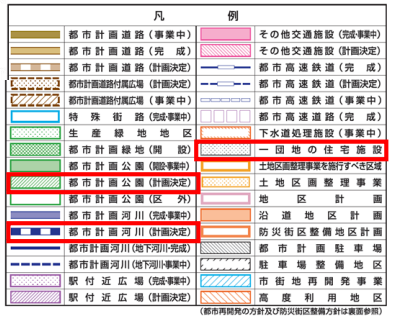 凡例
都市計画道路（事業中）
都市計画道路（完成）
都市計画道路（計画決定）
都市計画道路付属広場（計画決定）
都市計画道路付属広場（事業中）
特殊街路（完成・事業中）
生産緑地地区
都市計画緑地（開設）
都市計画公園（開設・事業中）
都市計画公園（計画決定）
都市計画公園（区外）
都市計画河川（完成・事業中）
都市計画河川（計画決定）
都市計画河川（地下河川・完成）
都市計画河川（地下河川・事業中）
駅付近広場（完成・事業中）
駅付近広場（計画決定）
その他交通施設（完成・事業中）
その他交通施設（計画決定）
都市高速鉄道（完成）
都市高速鉄道（計画決定）
都市高速鉄道（事業中）
都市高速鉄道（完成）
下水道処理施設（事業中）
一団地の住宅施設
土地区画整理事業を施行すべき区域
土地区画整理事業
地区計画
沿道地区計画
防災街区整備地区計画
都市計画駐車場
駐車場整備地区
市街地再開発事業
高度利用地区
（都市再開発の方針及び防災街区整備方針は裏面参照）